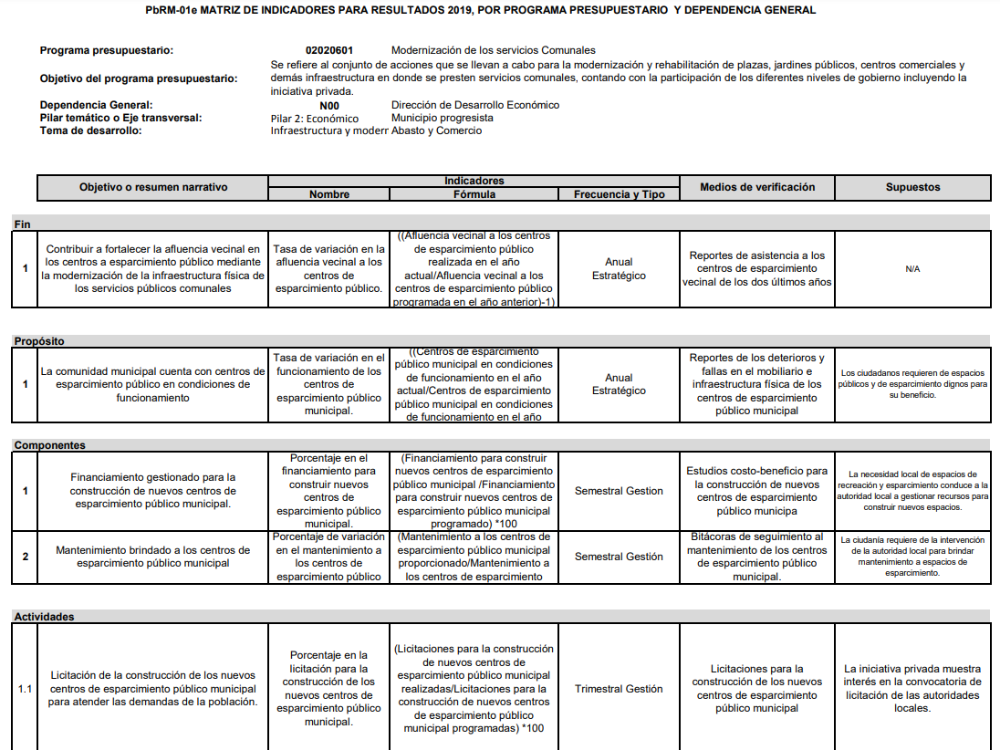 PbRM-01e MATRIZ DE INDICADORES PARA RESULTADOS 2019, POR PROGRAMA PRESUPUESTARIO Y DEPENDENCIA GENERAL
Programa presupuestario: 02020601 Modernización de los servicios Comunales
Objetivo del programa presupuestario:
Se refiere al conjunto de acciones que se llevan a cabo para la modernización y rehabilitación de plazas, jardines públicos, centros comerciales y
demás infraestructura en donde se presten servicios comunales, contando con la participación de los diferentes niveles de gobierno incluyendo la
iniciativa privada.
Dependencia General: N00 Dirección de Desarrollo Económico
Pilar temático o Eje transversal: Pilar 2: Económico Municipio progresista
Tema de desarrollo: Infraestructura y modern Abasto y Comercio
Objetivo o resumen narrativo
Indicadores
Nombre
Fórmula
Frecuencia y Tipo
Medios de verificación
Supuestos
Fin
1
Contribuir a fortalecer la afluencia vecinal en
los centros a esparcimiento público mediante
la modernización de la infraestructura física de
los servicios públicos comunales
Tasa de variación en la
afluencia vecinal a los
centros de
esparcimiento público.
((Afluencia vecinal a los centros
de esparcimiento público
realizada en el año
actual/Afluencia vecinal a los
centros de esparcimiento público
programada en el año anterior)-1)
Anual
Estratégico
Reportes de asistencia a los
centros de esparcimiento
vecinal de los dos últimos años
N/A
Propósito
1
La comunidad municipal cuenta con centros de
esparcimiento público en condiciones de
funcionamiento
Tasa de variación en el
funcionamiento de los
centros de
esparcimiento público
municipal.
((Centros de esparcimiento
público municipal en condiciones
de funcionamiento en el año
actual/Centros de esparcimiento
público municipal en condiciones
de funcionamiento en el año
Anual
Estratégico
Reportes de los deterioros y
fallas en el mobiliario e
infraestructura física de los
centros de esparcimiento
público municipal
Los ciudadanos requieren de espacios
públicos y de esparcimiento dignos para
su beneficio.
Componentes
1
Financiamiento gestionado para la
construcción de nuevos centros de
esparcimiento público municipal.
Porcentaje en el
financiamiento para
construir nuevos
centros de
esparcimiento público
municipal.
(Financiamiento para construir
nuevos centros de esparcimiento
público municipal /Financiamiento
para construir nuevos centros de
esparcimiento público municipal
programado) *100
Semestral Gestion
Estudios costo-beneficio para
la construcción de nuevos
centros de esparcimiento
público municipa
La necesidad local de espacios de
recreación y esparcimiento conduce a la
autoridad local a gestionar recursos para
construir nuevos espacios.
2
Mantenimiento brindado a los centros de
esparcimiento público municipal
Porcentaje de variación
en el mantenimiento a
los centros de
esparcimiento público
(Mantenimiento a los centros de
esparcimiento público municipal
proporcionado/Mantenimiento a
los centros de esparcimiento
Semestral Gestión
Bitácoras de seguimiento al
mantenimiento de los centros
de esparcimiento público
municipal.
La ciudanía requiere de la intervención
de la autoridad local para brindar
mantenimiento a espacios de
esparcimiento.
Actividades
1.1
Licitación de la construcción de los nuevos
centros de esparcimiento público municipal
para atender las demandas de la población.
Porcentaje en la
licitación para la
construcción de los
nuevos centros de
esparcimiento público
municipal.
(Licitaciones para la construcción
de nuevos centros de
esparcimiento público municipal
realizadas/Licitaciones para la
construcción de nuevos centros
de esparcimiento público
municipal programadas) *100
Trimestral Gestión
Licitaciones para la
construcción de los nuevos
centros de esparcimiento
público municipal
La iniciativa privada muestra
interés en la convocatoria de
licitación de las autoridades
locales.